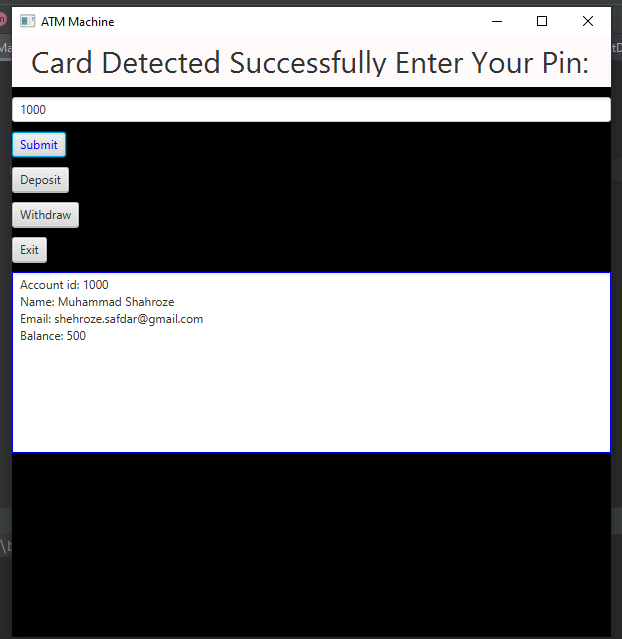 ATM Machine
Card Detected Successfully Enter Your Pin:
1000
Submit
Deposit
Withdraw
Exit
Account id: 1000
Name: Muhammad Shahroze
Email: shehroze.safdar@gmail.com
Balance: 500